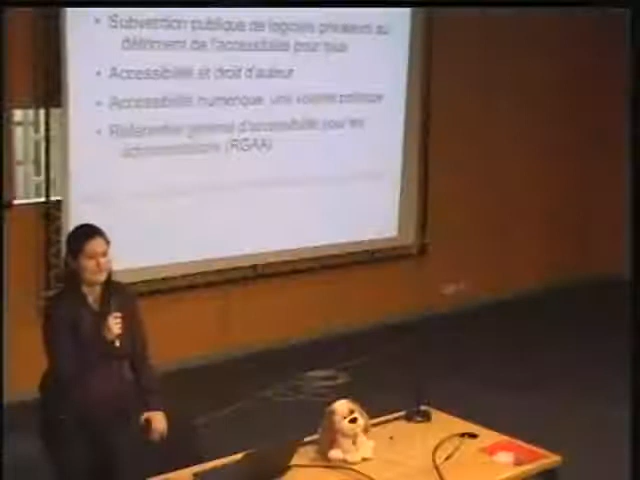 • Subvention publique de logiciels privateurs au
détriment de l'accessibilité pour tous
• Accessibilité et droit d'auteur
• Accessibilité numérique, une volonté politique
• Référentiel général d'accessibilité pour les
administrations (RGAA)